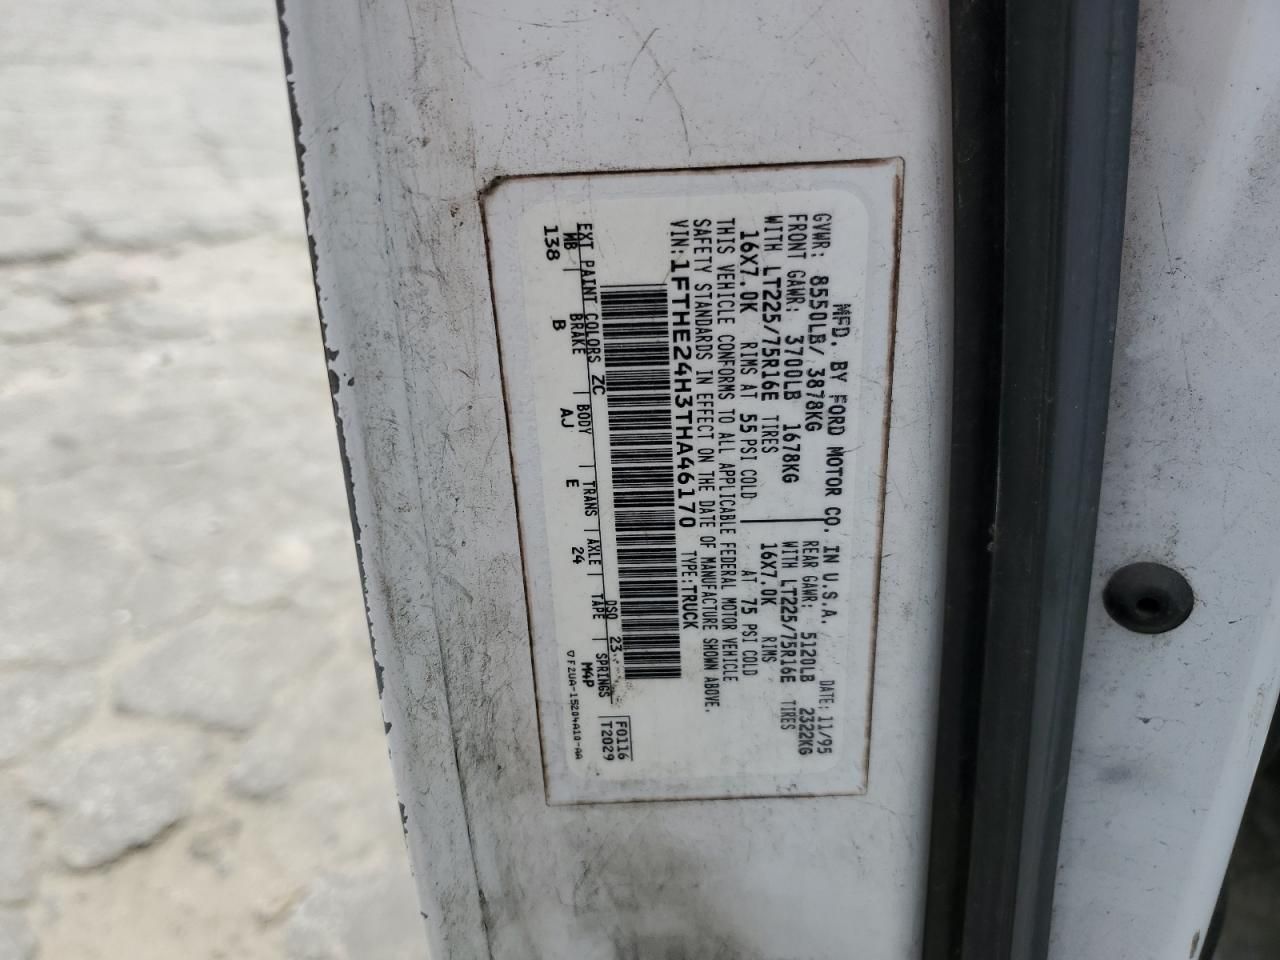 MFD. BY FORD MOTOR CO. IN U.S.A.
DATE: 11/95
GVWR: 8550LB/ 3878KG
FRONT GAWR: 3700LB 1678KG
REAR GAWR: 5120LB 2322KG
WITH LT225/75R16E TIRES
WITH LT225/75R16E TIRES
16X7.0K RIMS AT 55 PSI COLD
16X7.0K RIMS
AT 75 PSI COLD
THIS VEHICLE CONFORMS TO ALL APPLICABLE FEDERAL MOTOR VEHICLE
SAFETY STANDARDS IN EFFECT ON THE DATE OF MANUFACTURE SHOWN ABOVE.
VIN: 1FTHE24H3THA46170 TYPE: TRUCK
F0116
T2029
EXT PAINT COLORS ZC DSO 23
WB BRAKE BODY TRANS AXLE TAPE SPRINGS
138 B AJ E 24 M4P
▽F2UA-15204A10-AA